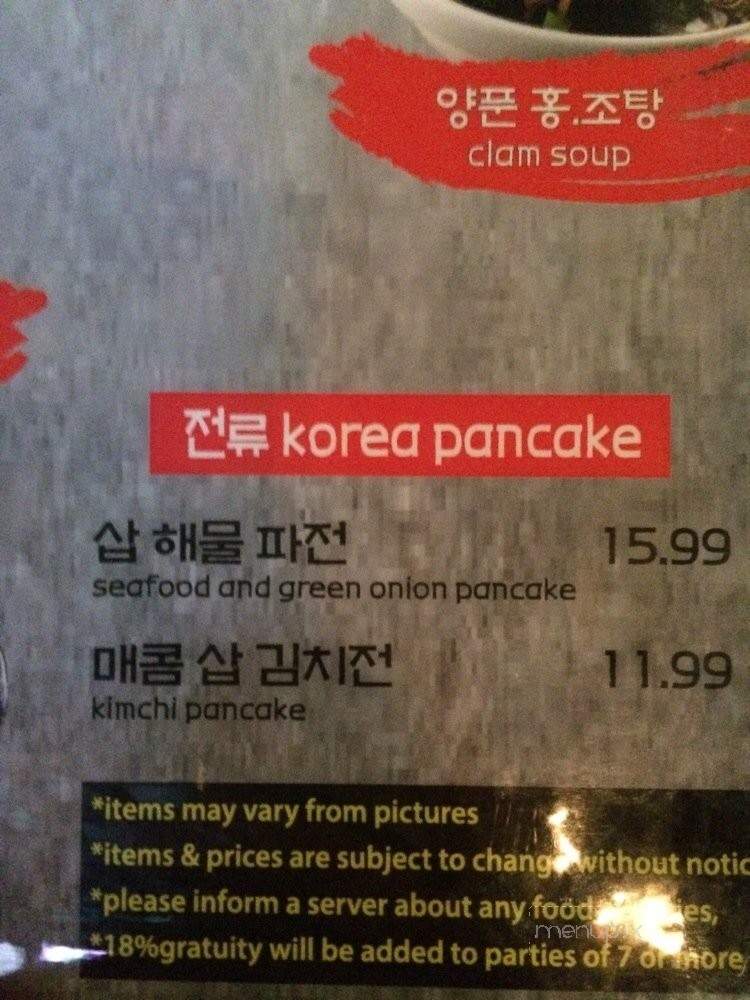 양푼 홍.조탕
clam soup
전류 korea pancake
삽 해물 파전 15.99
seafood and green onion pancake
매콤 삽 김치전 11.99
kimchi pancake
*items may vary from pictures
*items & prices are subject to change without notic
*please inform a server about any food
*18%gratuity will be added to parties of 7 or more